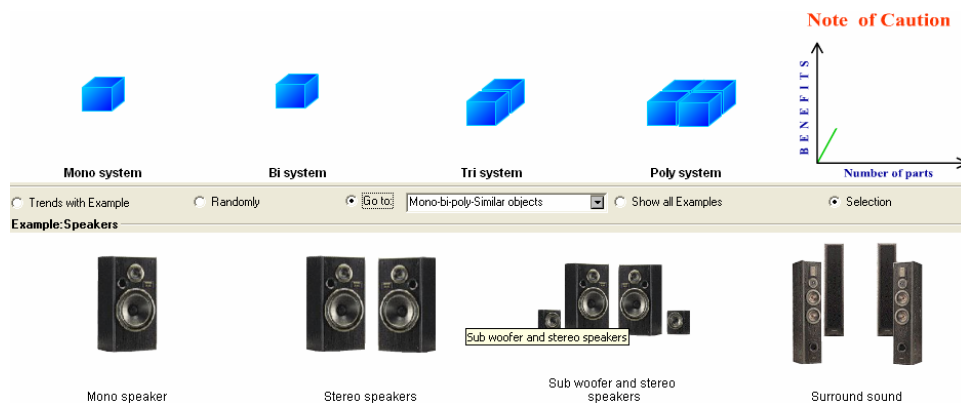 Note of Caution
BENEFITS
Mono system
Bi system
Tri system
Poly system
Number of parts
Trends with Example
Randomly
Go to:
Mono-bi-poly-Similar objects
Show all Examples
Selection
Example:Speakers
Sub woofer and stereo speakers
Mono speaker
Stereo speakers
Sub woofer and stereo
speakers
Surround sound